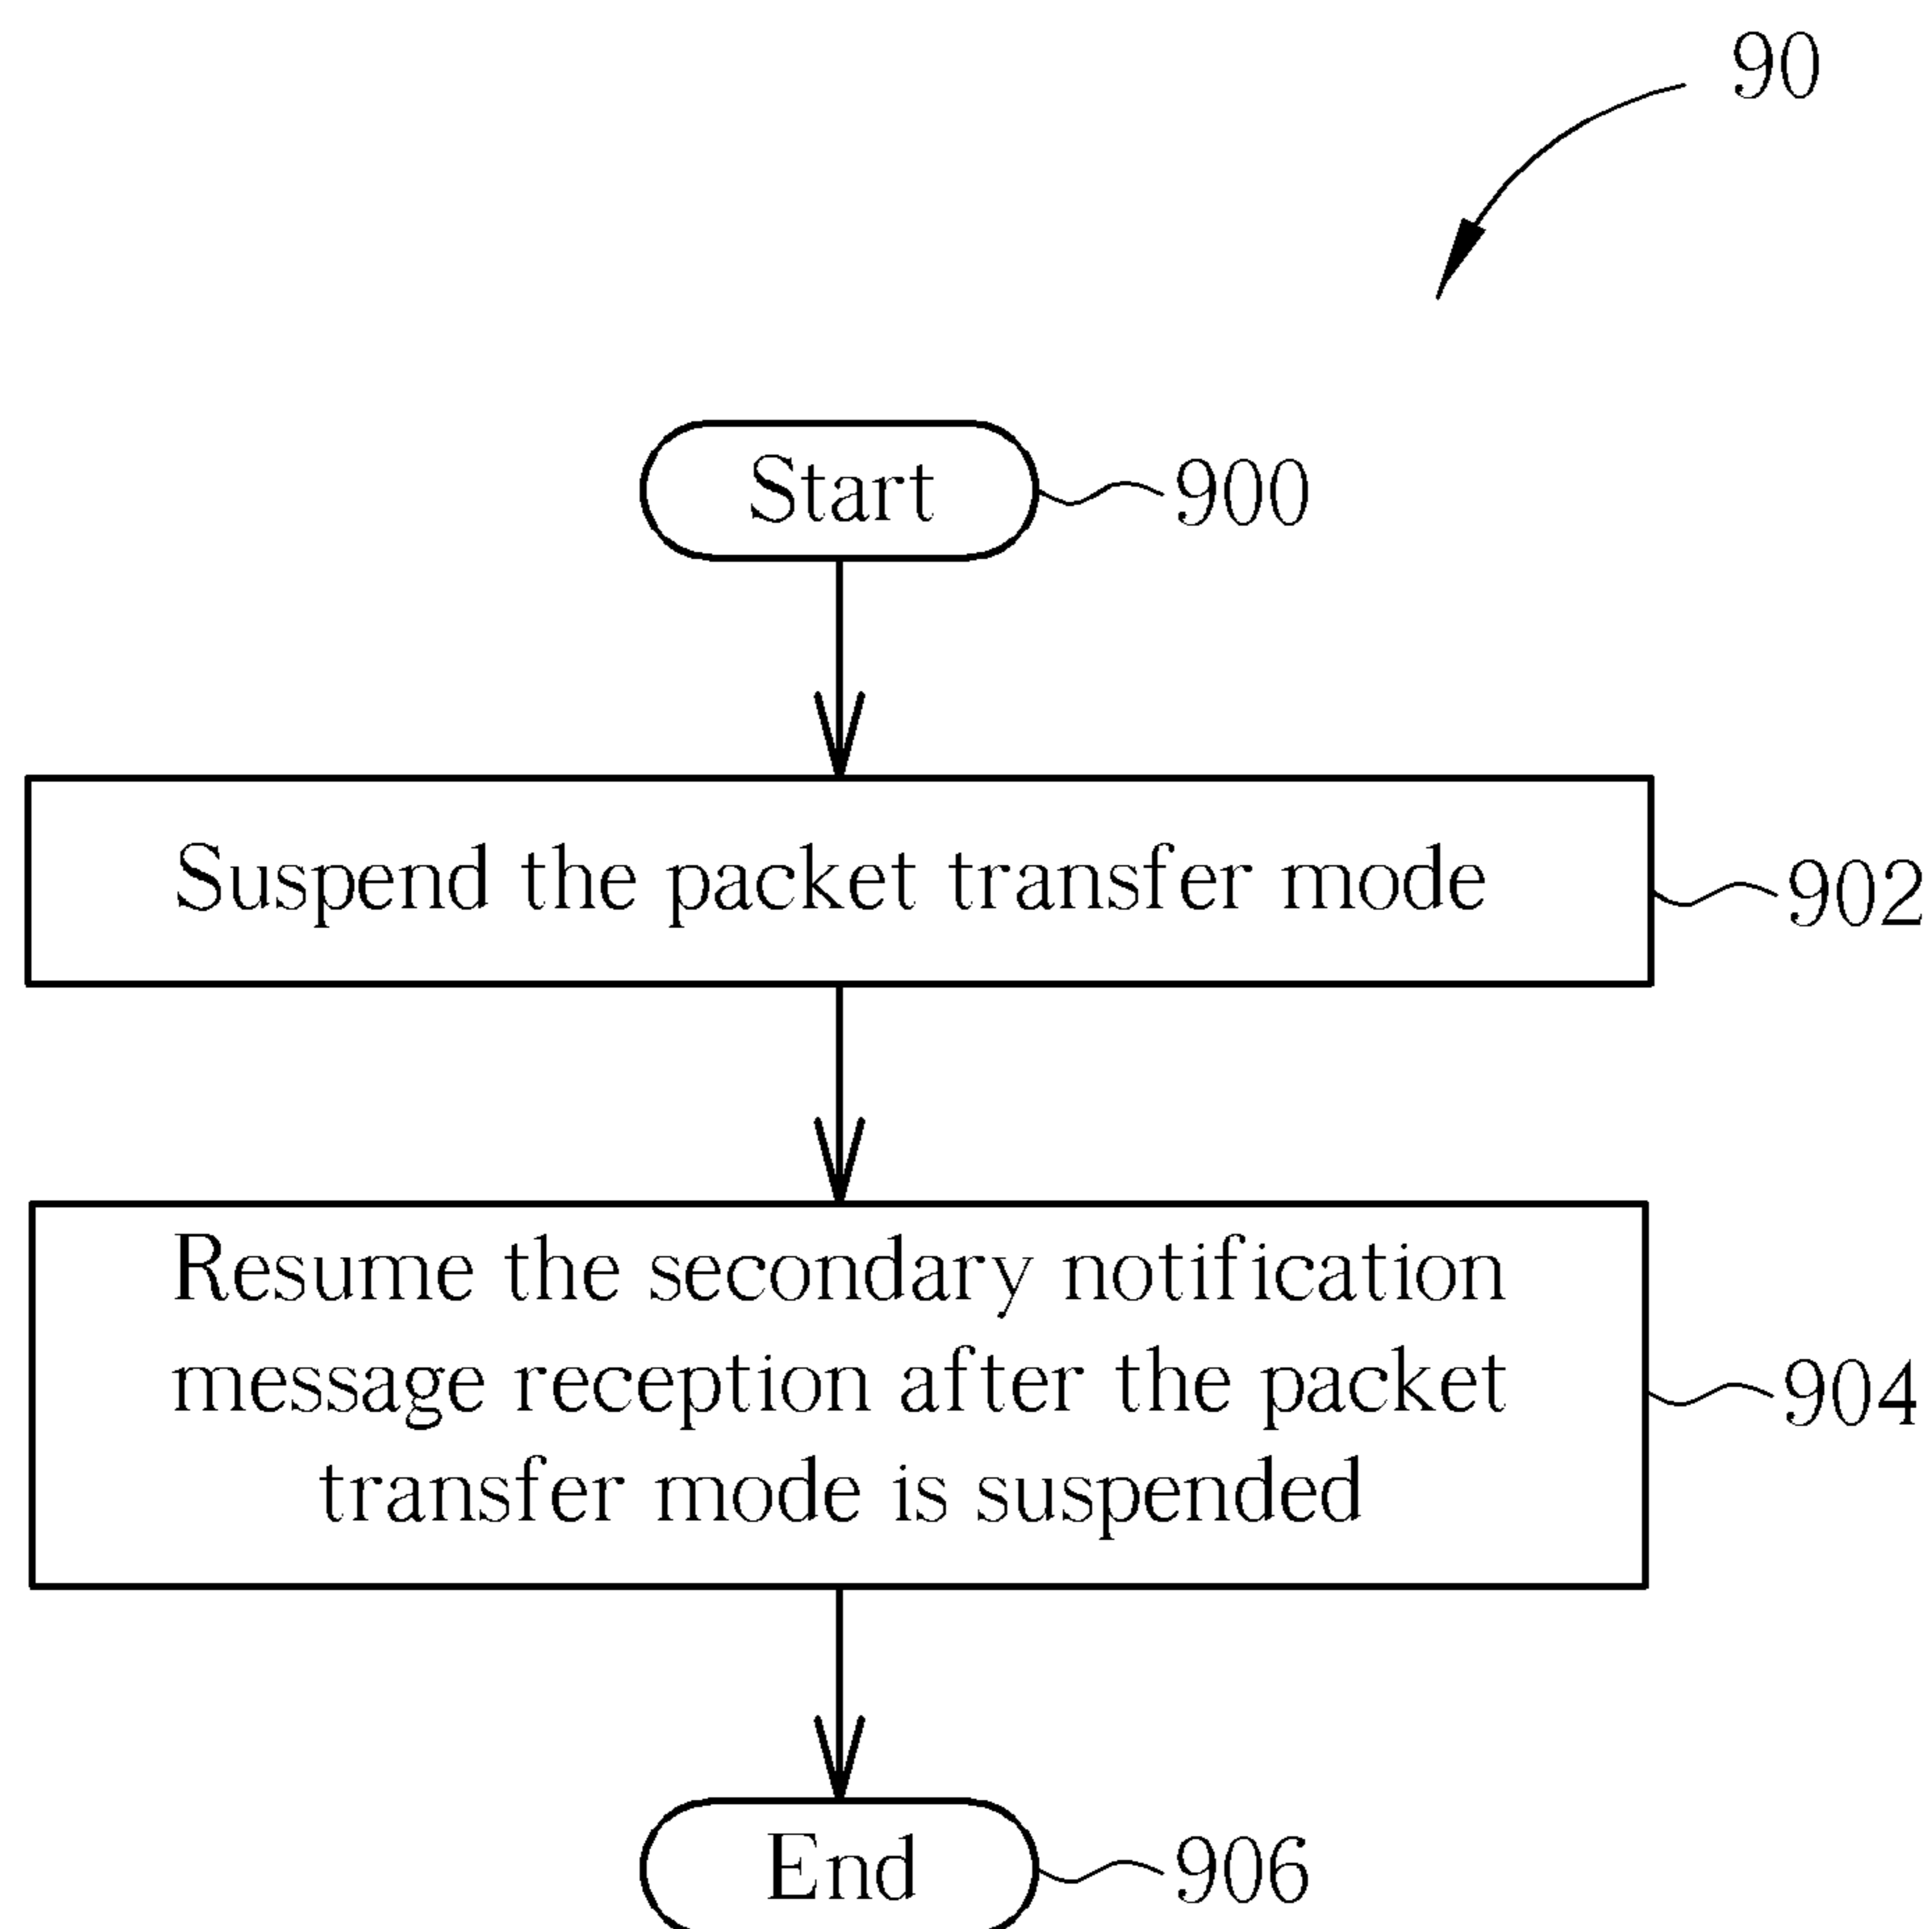 90
Start
900
Suspend the packet transfer mode
902
Resume the secondary notification
message reception after the packet
transfer mode is suspended
904
End
906